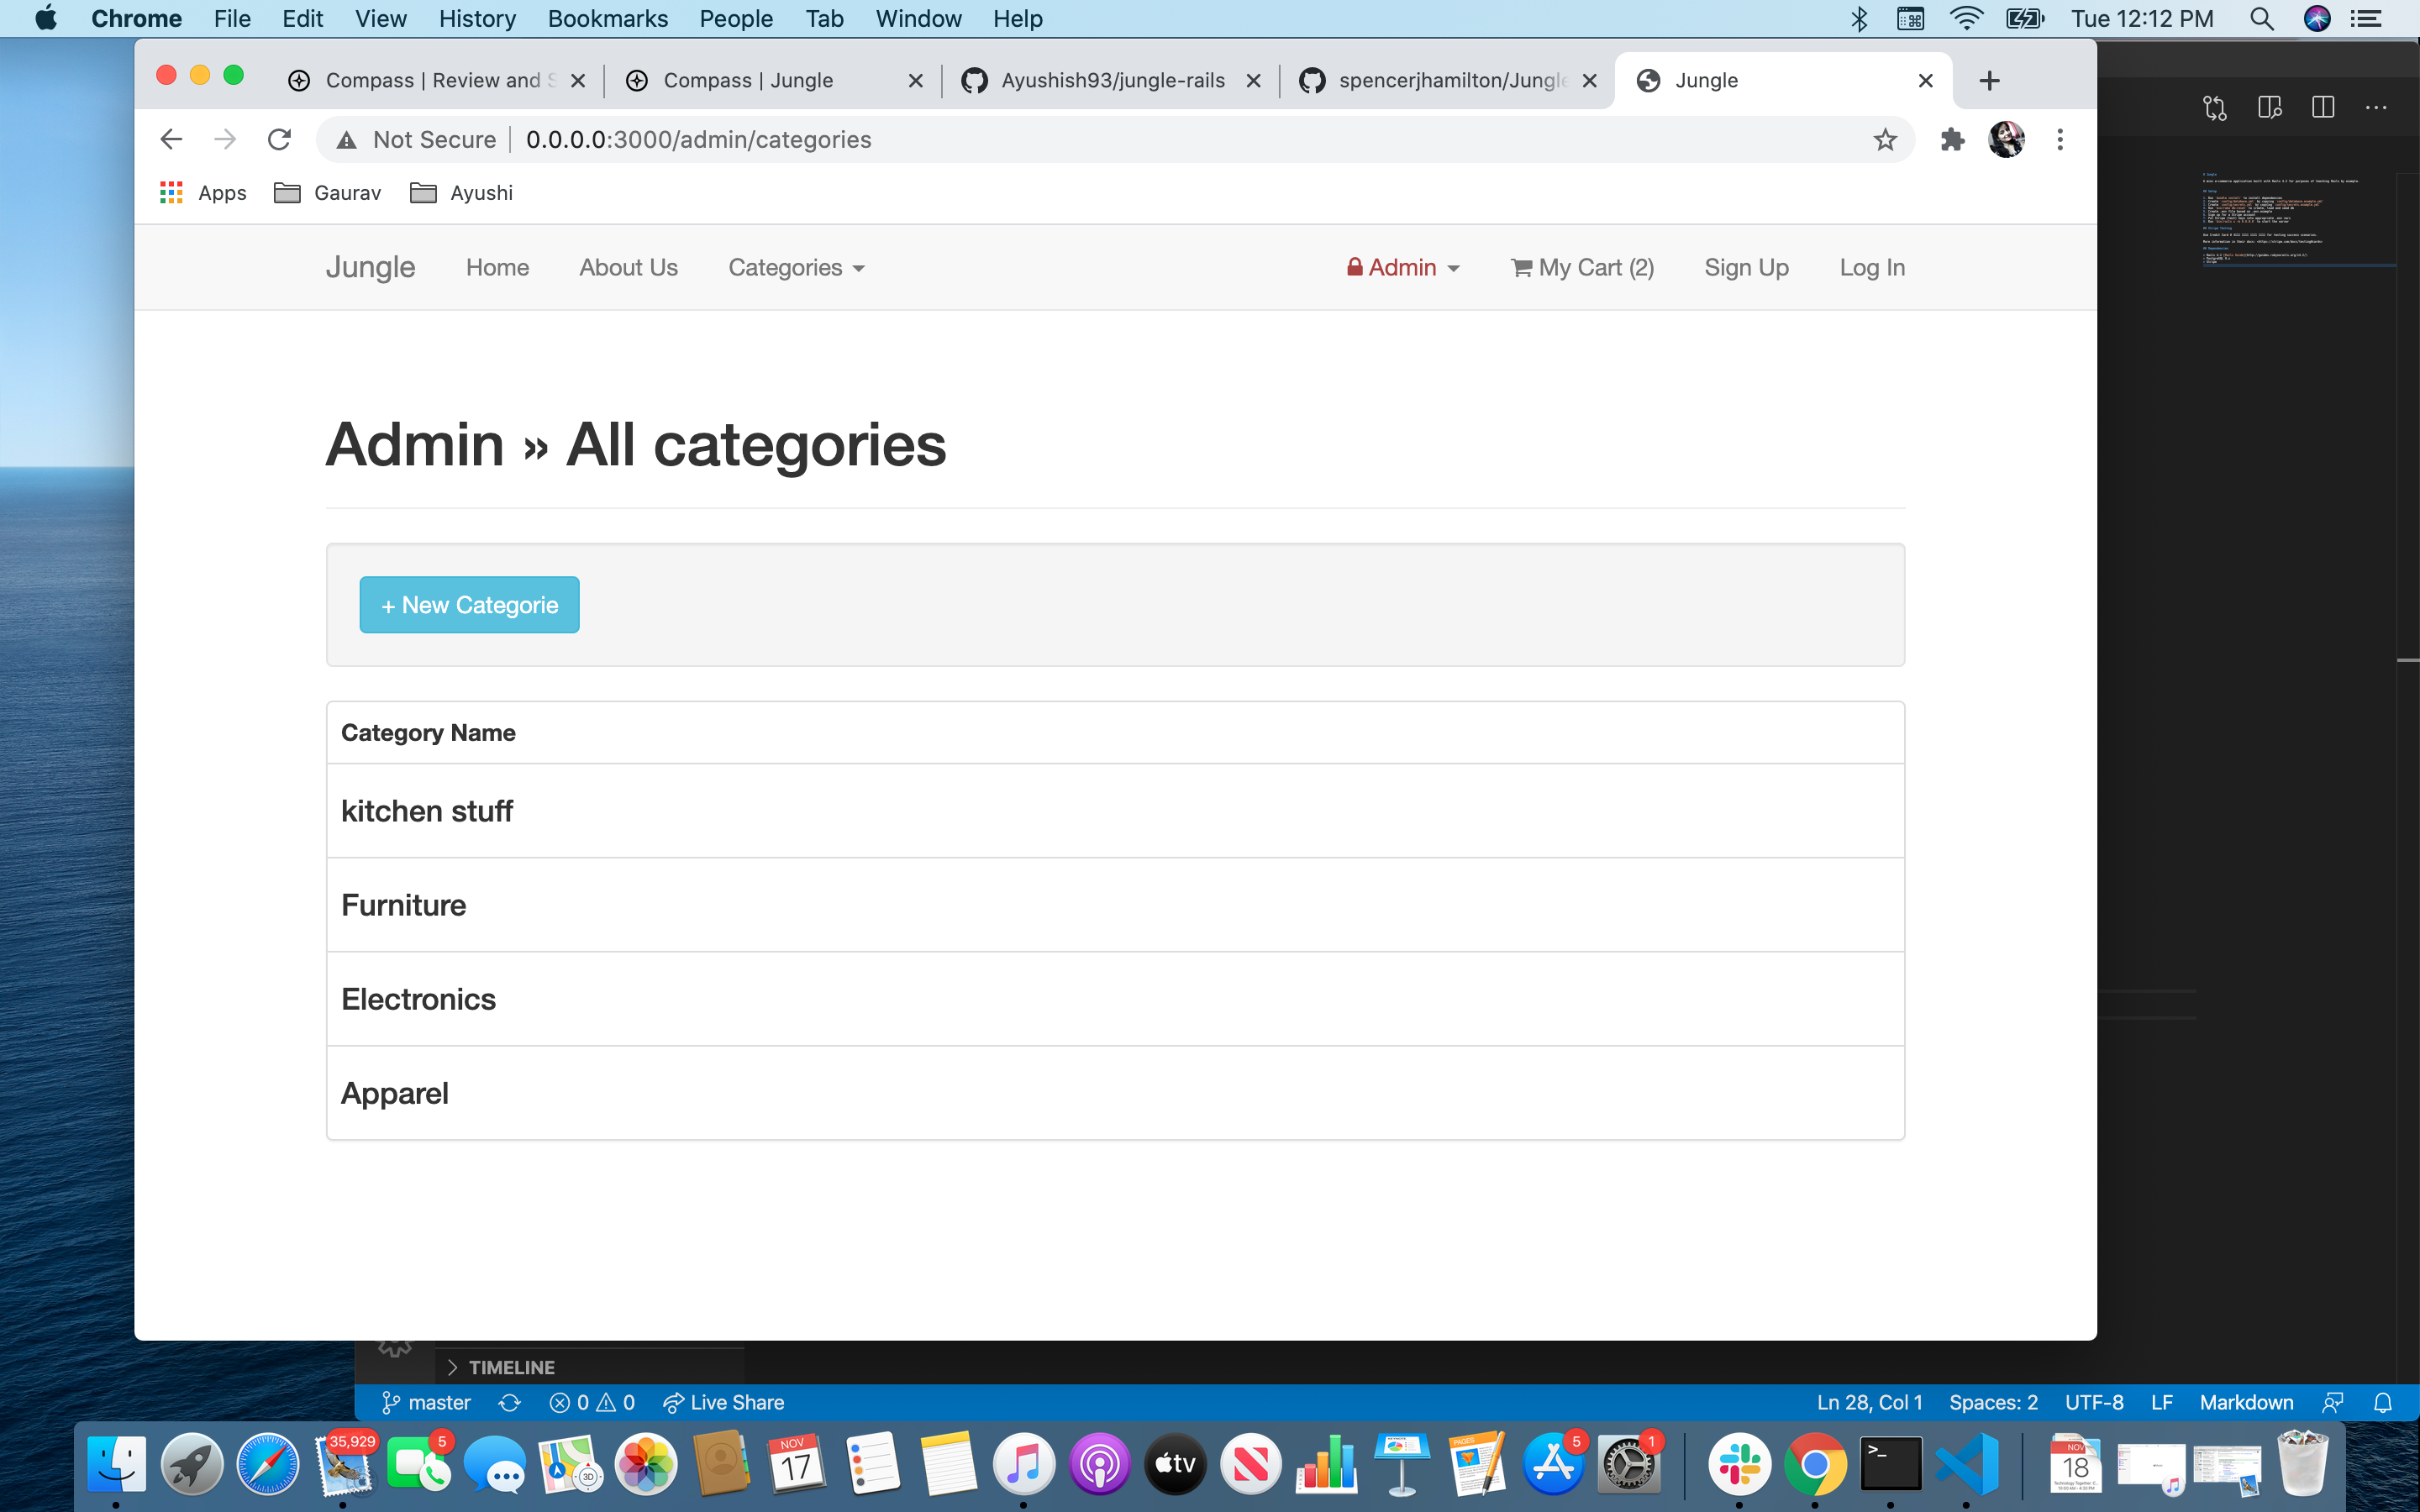 Chrome File Edit View History Bookmarks People Tab Window Help Tue 12:12 PM
Compass | Review and S Compass | Jungle Ayushish93/jungle-rails spencerjhamilton/Jungle Jungle
Not Secure 0.0.0.0:3000/admin/categories
Apps Gaurav Ayushi
Jungle Home About Us Categories Admin My Cart (2) Sign Up Log In
Admin » All categories
+ New Categorie
Category Name
kitchen stuff
Furniture
Electronics
Apparel
TIMELINE
master 0 0 Live Share Ln 28, Col 1 Spaces: 2 UTF-8 LF Markdown
35,929 5 3D NOV 17 tv PAGES 5 1 >_ NOV 18